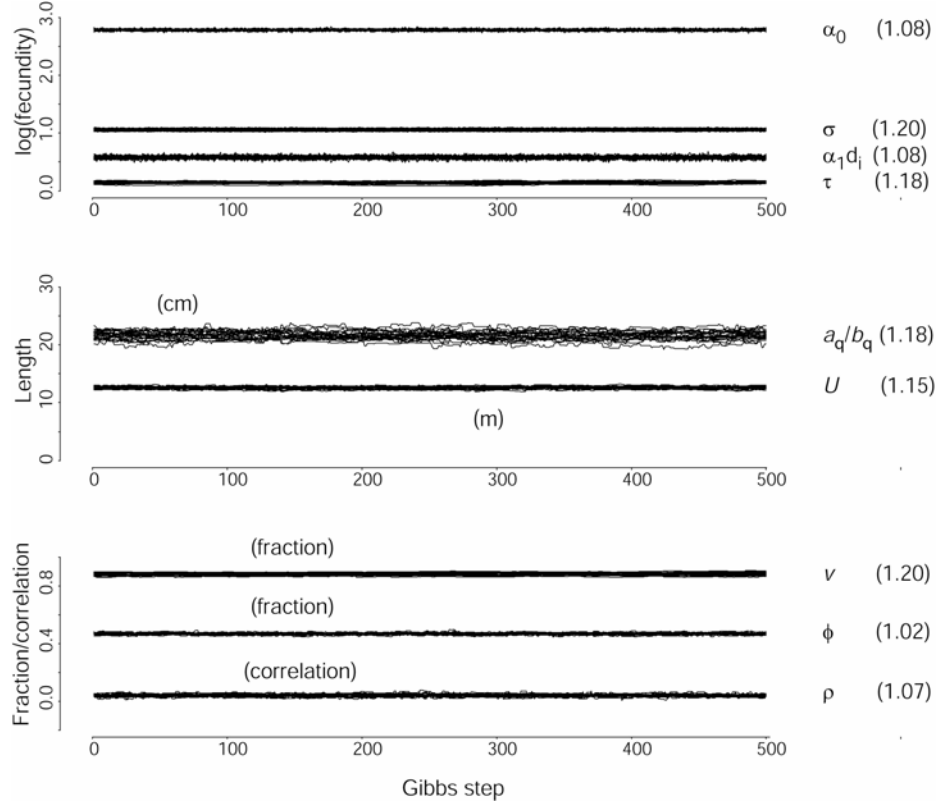 log(fecundity)
3.0
2.0
1.0
0.0
0 100 200 300 400 500
α0 (1.08)
σ (1.20)
α1di (1.08)
τ (1.18)
Length
30
20
10
0
(cm)
(m)
0 100 200 300 400 500
aq/bq (1.18)
U (1.15)
Fraction/correlation
0.8
0.4
0.0
(fraction)
(fraction)
(correlation)
0 100 200 300 400 500
v (1.20)
ϕ (1.02)
ρ (1.07)
Gibbs step